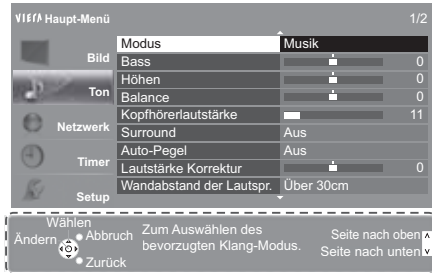 VIErA Haupt-Menü 1/2
Bild
Ton
Netzwerk
Timer
Setup
Modus Musik
Bass 0
Höhen 0
Balance 0
Kopfhörerlautstärke 11
Surround Aus
Auto-Pegel Aus
Lautstärke Korrektur 0
Wandabstand der Lautspr. Über 30cm
Wählen
Ändern
Abbruch
Zurück
Zum Auswählen des
bevorzugten Klang-Modus.
Seite nach oben
Seite nach unten